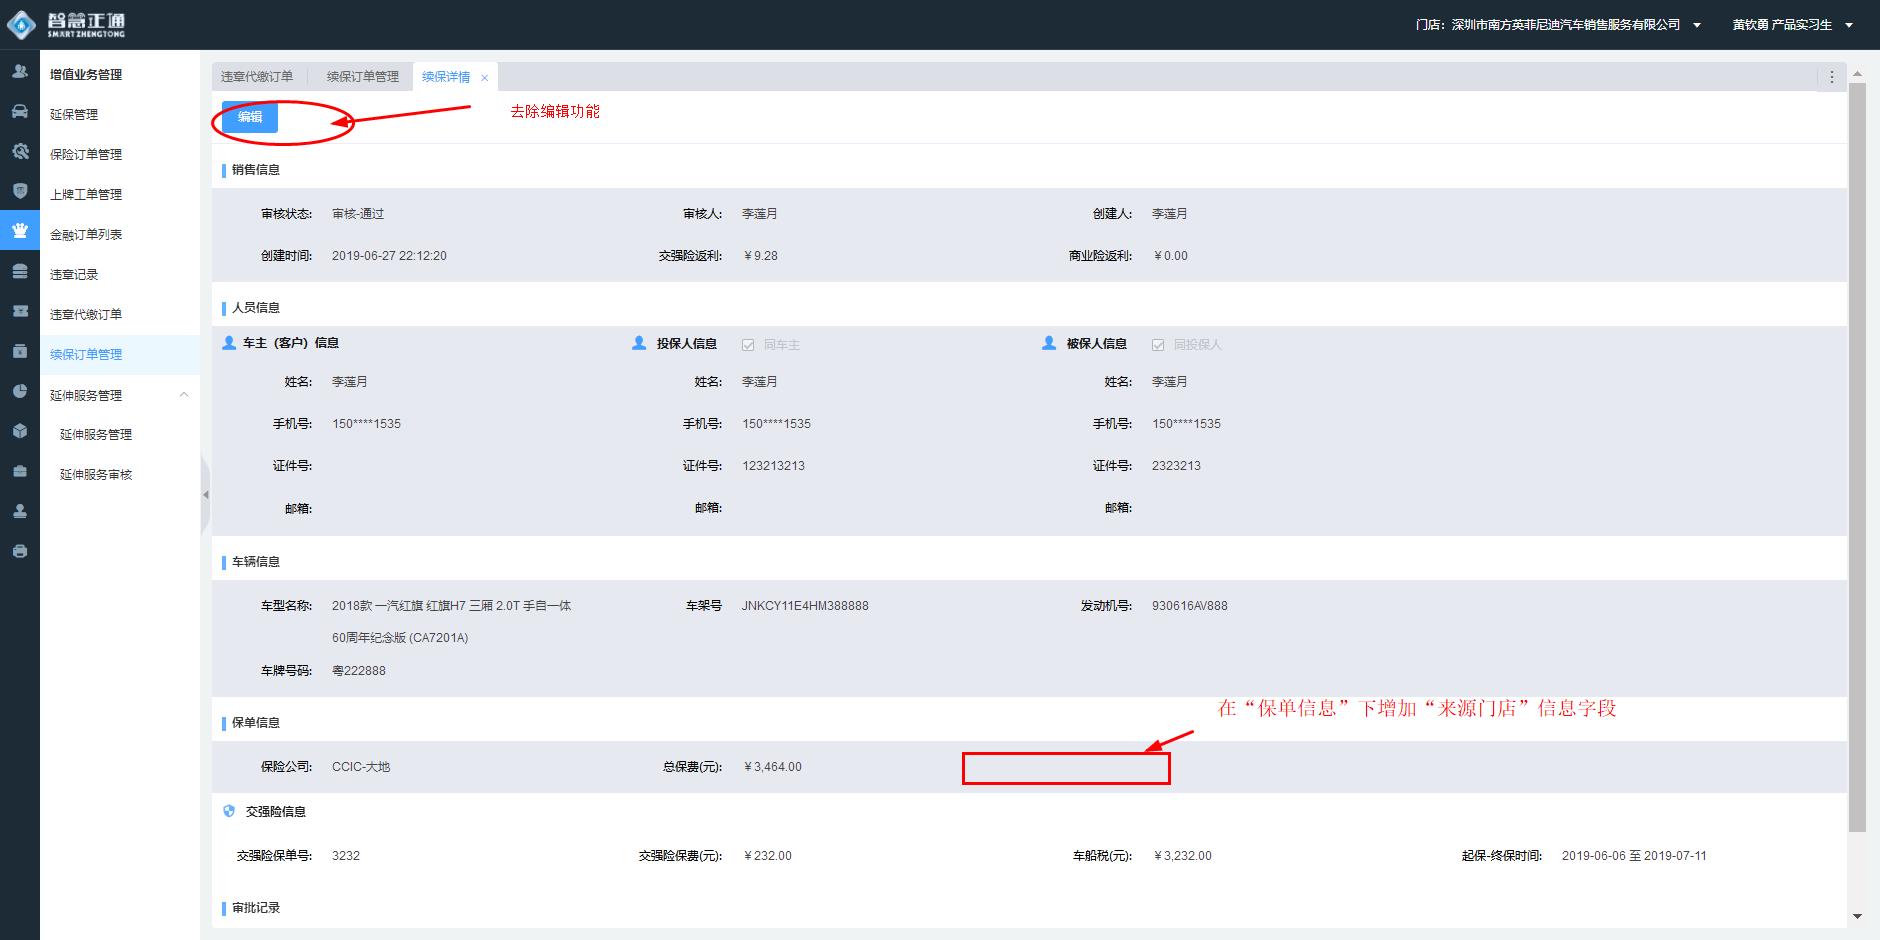 智慧正通
SMART ZHENGTONG
门店: 深圳市南方英菲尼迪汽车销售服务有限公司
黄钦勇 产品实习生
增值业务管理
延保管理
保险订单管理
上牌工单管理
金融订单列表
违章记录
违章代缴订单
续保订单管理
延伸服务管理
延伸服务管理
延伸服务审核
违章代缴订单 续保订单管理 续保详情 ×
编辑
去除编辑功能
销售信息
审核状态: 审核-通过 审核人: 李莲月 创建人: 李莲月
创建时间: 2019-06-27 22:12:20 交强险返利: ￥9.28 商业险返利: ￥0.00
人员信息
车主（客户）信息 投保人信息 同车主 被保人信息 同投保人
姓名: 李莲月 姓名: 李莲月 姓名: 李莲月
手机号: 150****1535 手机号: 150****1535 手机号: 150****1535
证件号: 证件号: 123213213 证件号: 2323213
邮箱: 邮箱: 邮箱:
车辆信息
车型名称: 2018款 一汽红旗 红旗H7 三厢 2.0T 手自一体 车架号 JNKCY11E4HM388888 发动机号: 930616AV888
60周年纪念版 (CA7201A)
车牌号码: 粤222888
在“保单信息”下增加“来源门店”信息字段
保单信息
保险公司: CCIC-大地 总保费(元): ￥3,464.00
交强险信息
交强险保单号: 3232 交强险保费(元): ￥232.00 车船税(元): ￥3,232.00 起保-终保时间: 2019-06-06 至 2019-07-11
审批记录